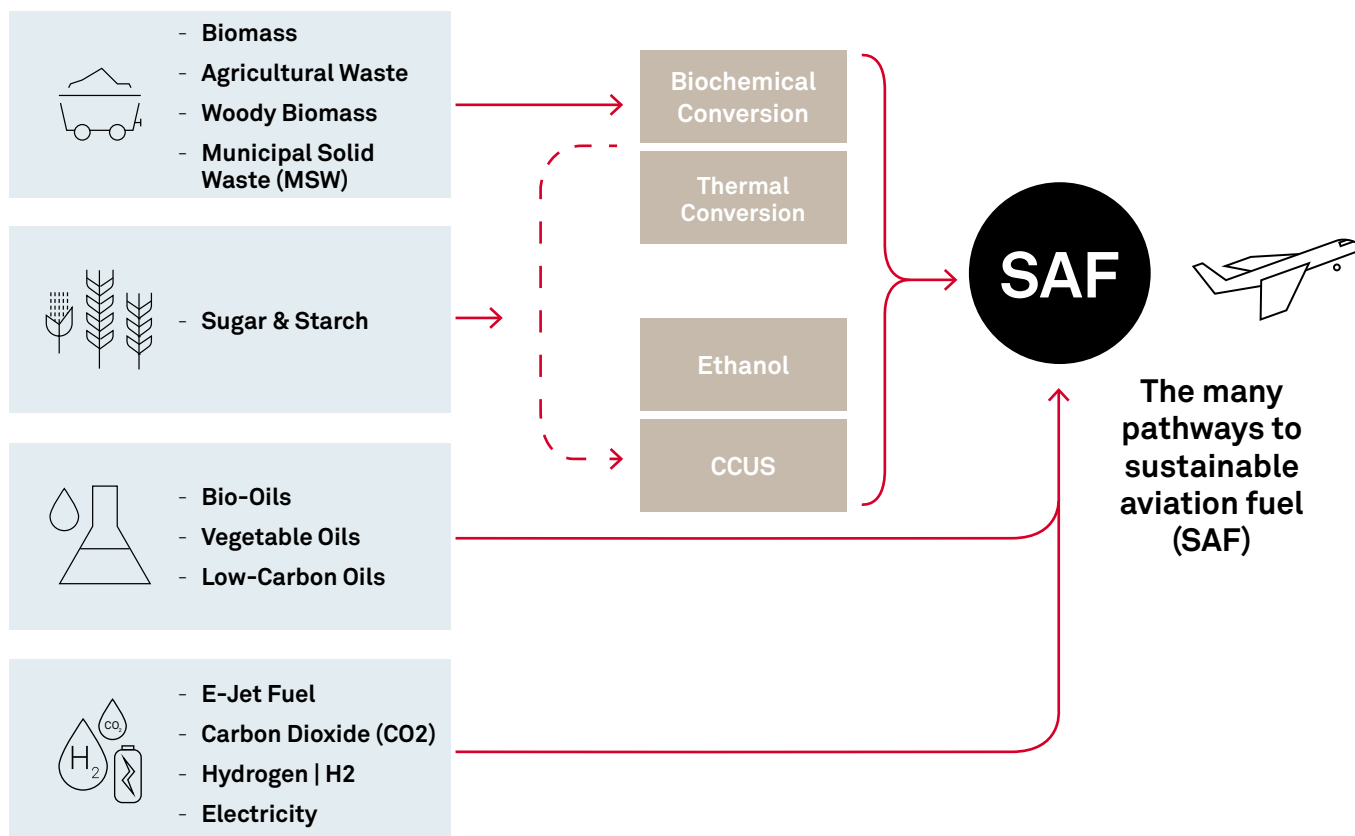 - Biomass
- Agricultural Waste
- Woody Biomass
- Municipal Solid
Waste (MSW)
- Sugar & Starch
- Bio-Oils
- Vegetable Oils
- Low-Carbon Oils
CO₂
H₂
- E-Jet Fuel
- Carbon Dioxide (CO2)
- Hydrogen | H2
- Electricity
Biochemical
Conversion
Thermal
Conversion
Ethanol
CCUS
SAF
The many
pathways to
sustainable
aviation fuel
(SAF)